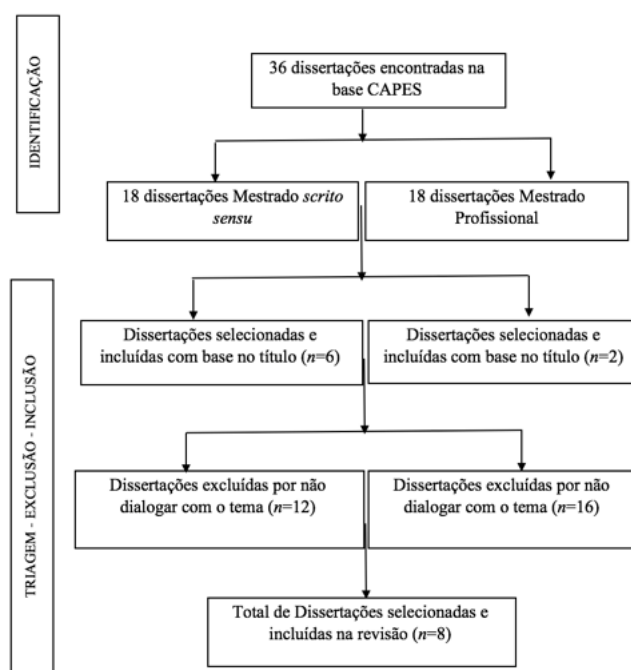 IDENTIFICAÇÃO
36 dissertações encontradas na
base CAPES
18 dissertações Mestrado scrito
sensu
18 dissertações Mestrado
Profissional
TRIAGEM - EXCLUSÃO - INCLUSÃO
Dissertações selecionadas e
incluídas com base no título (n=6)
Dissertações selecionadas e
incluídas com base no título (n=2)
Dissertações excluídas por não
dialogar com o tema (n=12)
Dissertações excluídas por não
dialogar com o tema (n=16)
Total de Dissertações selecionadas e
incluídas na revisão (n=8)